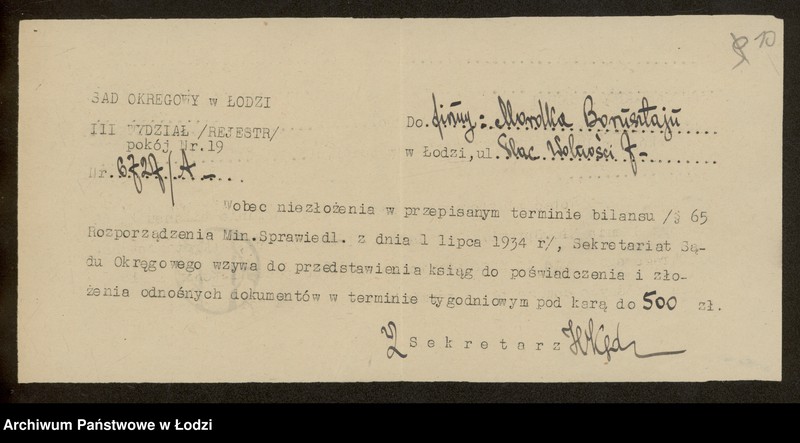 10
SAD OKRĘGOWY w ŁODZI
III WYDZIAŁ /REJESTR/
pokój Nr.19
Nr. 6727/A
Do. firmy: Mordka Bornsztajn
w Łodzi, ul. Plac Wolności 7-
Wobec niezłożenia w przepisanym terminie bilansu /§ 65
Rozporządzenia Min.Sprawiedl. z dnia 1 lipca 1934 r/, Sekretariat Są-
du Okręgowego wzywa do przedstawienia ksiąg do poświadczenia i zło-
żenia odnośnych dokumentów w terminie tygodniowym pod karą do 500 zł.
Sekretarz
Archiwum Państwowe w Łodzi